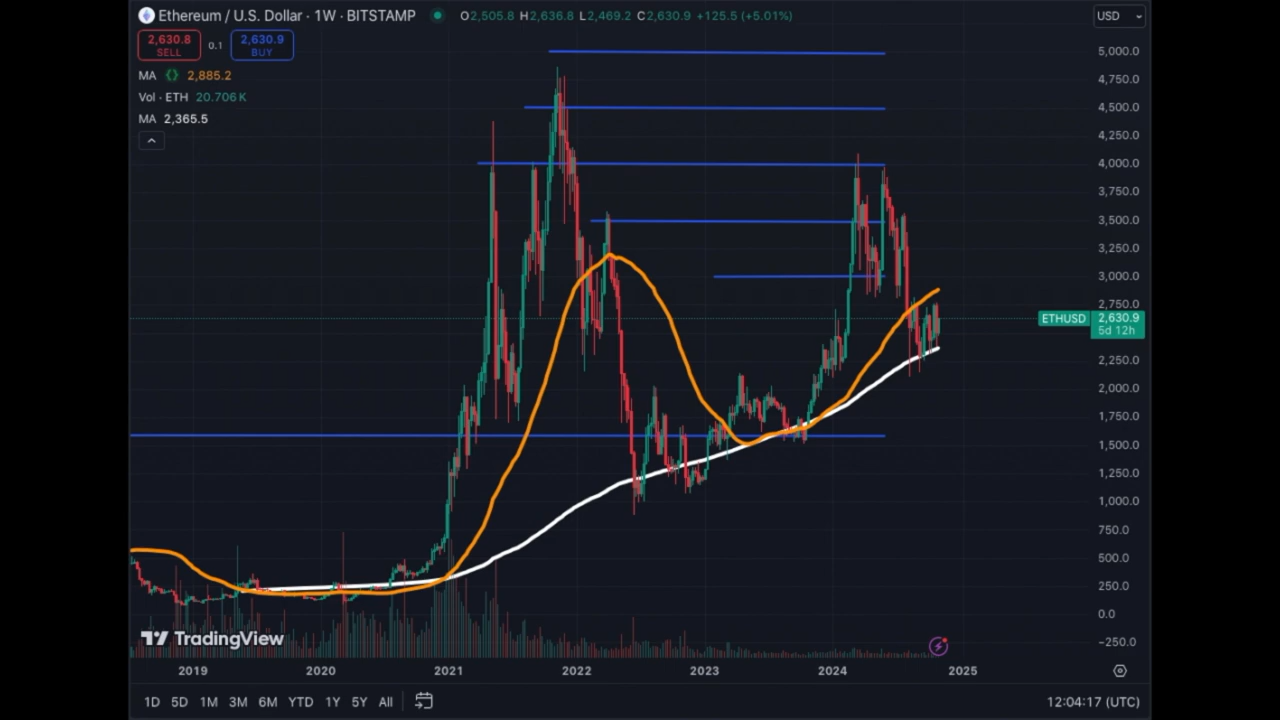 Ethereum / U.S. Dollar · 1W · BITSTAMP O2,505.8 H2,636.8 L2,469.2 C2,630.9 +125.5 (+5.01%)
USD
2,630.8 0.1 2,630.9
SELL BUY
MA 2,885.2
Vol · ETH 20.706 K
MA 2,365.5
5,000.0
4,750.0
4,500.0
4,250.0
4,000.0
3,750.0
3,500.0
3,250.0
3,000.0
2,750.0
ETHUSD 2,630.9
5d 12h
2,250.0
2,000.0
1,750.0
1,500.0
1,250.0
1,000.0
750.0
500.0
250.0
0.0
−250.0
TradingView
2019 2020 2021 2022 2023 2024 2025
1D 5D 1M 3M 6M YTD 1Y 5Y All 12:04:17 (UTC)